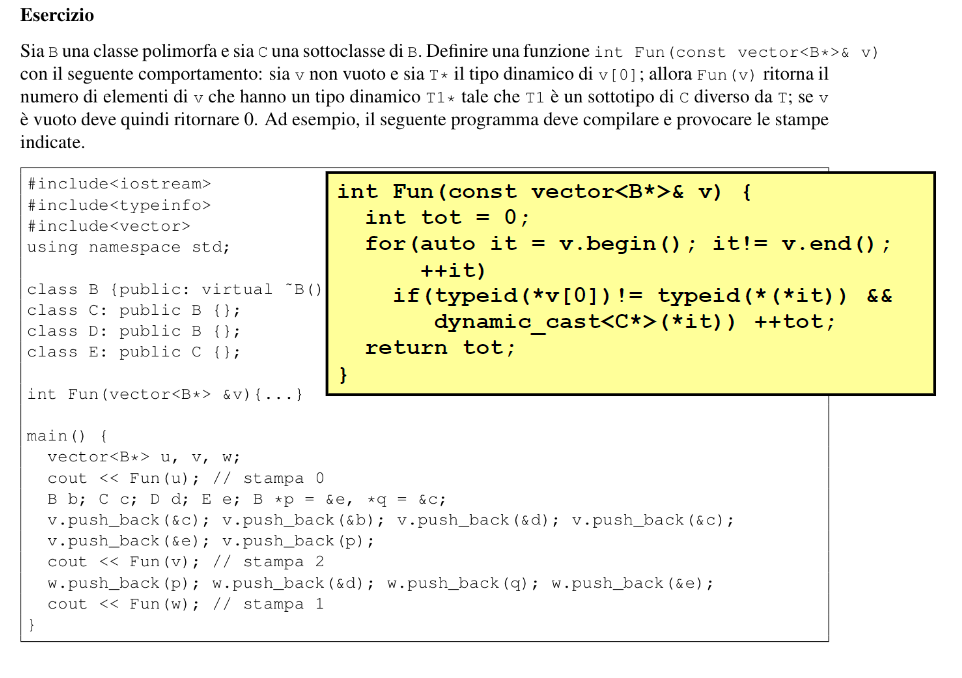 Esercizio
Sia B una classe polimorfa e sia C una sottoclasse di B. Definire una funzione int Fun(const vector<B*>& v)
con il seguente comportamento: sia v non vuoto e sia T* il tipo dinamico di v[0]; allora Fun(v) ritorna il
numero di elementi di v che hanno un tipo dinamico T1* tale che T1 è un sottotipo di C diverso da T; se v
è vuoto deve quindi ritornare 0. Ad esempio, il seguente programma deve compilare e provocare le stampe
indicate.
#include<iostream>
#include<typeinfo>
#include<vector>
using namespace std;
class B {public: virtual ~B()
class C: public B {};
class D: public B {};
class E: public C {};
int Fun(vector<B*> &v){...}
main() {
vector<B*> u, v, w;
cout << Fun(u); // stampa 0
B b; C c; D d; E e; B *p = &e, *q = &c;
v.push_back(&c); v.push_back(&b); v.push_back(&d); v.push_back(&c);
v.push_back(&e); v.push_back(p);
cout << Fun(v); // stampa 2
w.push_back(p); w.push_back(&d); w.push_back(q); w.push_back(&e);
cout << Fun(w); // stampa 1
}
int Fun(const vector<B*>& v) {
int tot = 0;
for(auto it = v.begin(); it!= v.end();
++it)
if(typeid(*v[0])!= typeid(*(*it)) &&
dynamic_cast<C*>(*it)) ++tot;
return tot;
}